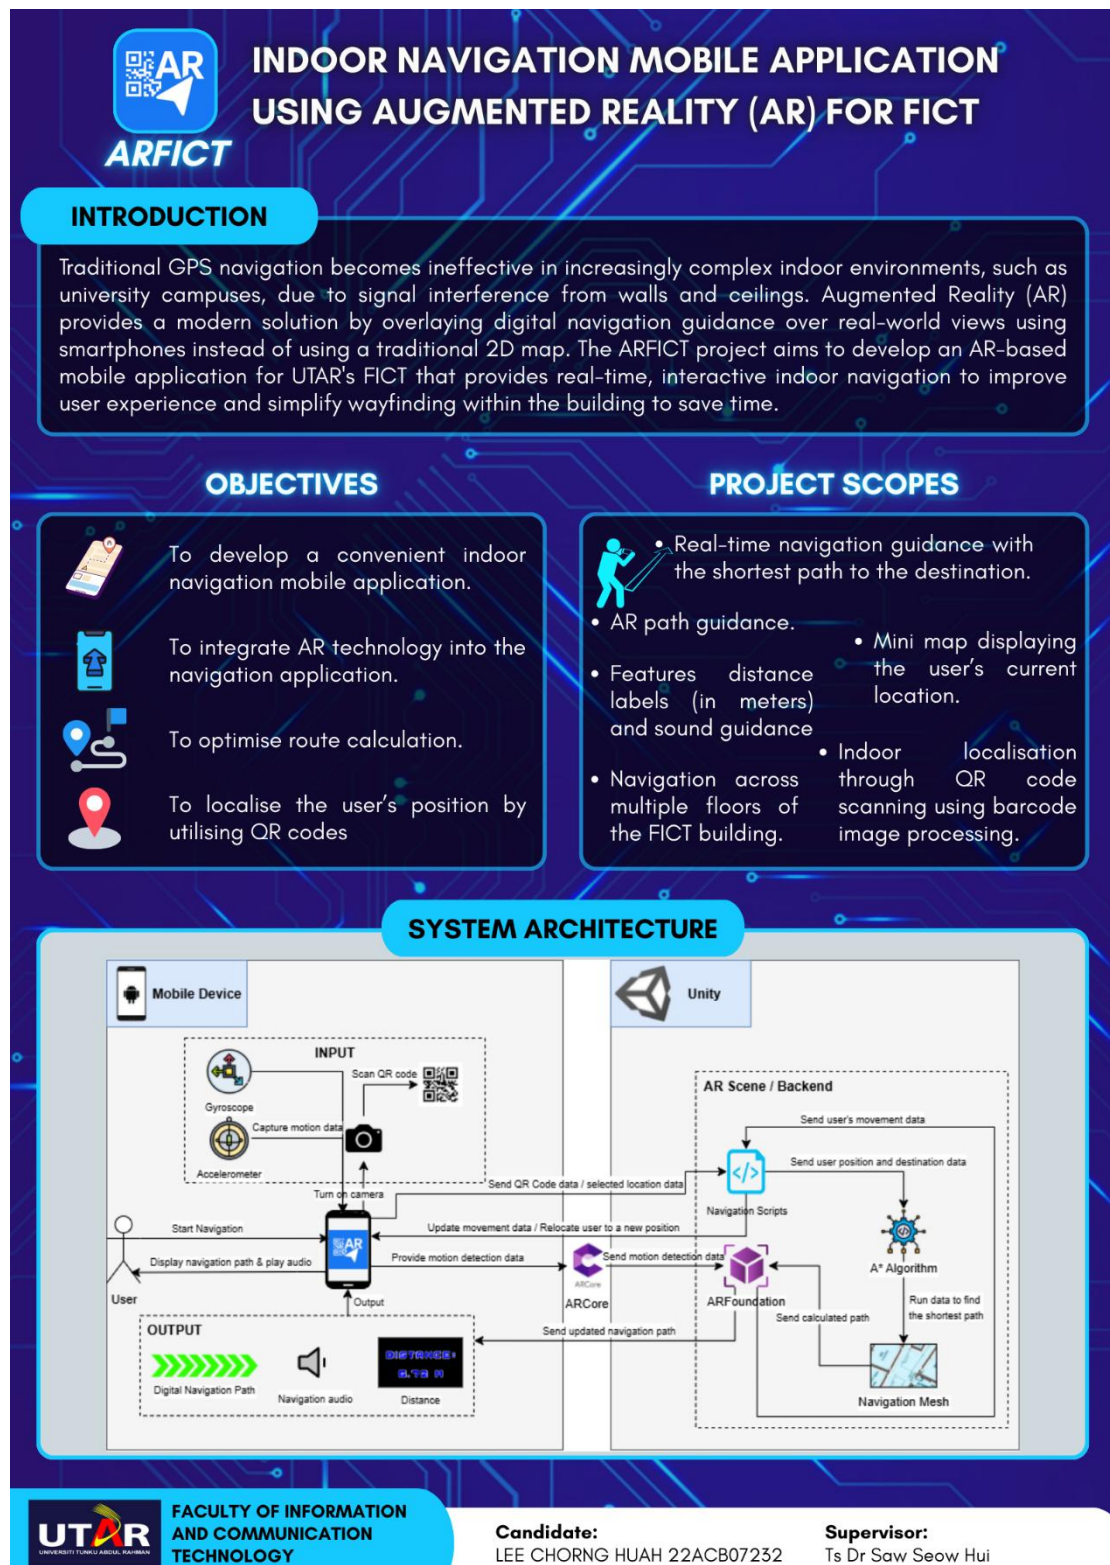 AR
ARFICT
INDOOR NAVIGATION MOBILE APPLICATION
USING AUGMENTED REALITY (AR) FOR FICT
INTRODUCTION
Traditional GPS navigation becomes ineffective in increasingly complex indoor environments, such as
university campuses, due to signal interference from walls and ceilings. Augmented Reality (AR)
provides a modern solution by overlaying digital navigation guidance over real-world views using
smartphones instead of using a traditional 2D map. The ARFICT project aims to develop an AR-based
mobile application for UTAR's FICT that provides real-time, interactive indoor navigation to improve
user experience and simplify wayfinding within the building to save time.
OBJECTIVES
To develop a convenient indoor
navigation mobile application.
To integrate AR technology into the
navigation application.
To optimise route calculation.
To localise the user's position by
utilising QR codes
PROJECT SCOPES
• Real-time navigation guidance with
the shortest path to the destination.
• AR path guidance.
• Features distance
labels (in meters)
and sound guidance
• Navigation across
multiple floors of
the FICT building.
• Mini map displaying
the user's current
location.
• Indoor localisation
through QR code
scanning using barcode
image processing.
SYSTEM ARCHITECTURE
Mobile Device
INPUT
Scan QR code
Gyroscope
Capture motion data
Accelerometer
Turn on camera
Start Navigation
AR
Display navigation path & play audio
User
Output
OUTPUT
Digital Navigation Path
Navigation audio
DISTANCE:
6.72 M
Distance
Send QR Code data / selected location data
Update movement data / Relocate user to a new position
Provide motion detection data
ARCore
ARCore
Send motion detection data
Send updated navigation path
Unity
AR Scene / Backend
Send user's movement data
Send user position and destination data
Navigation Scripts
A* Algorithm
ARFoundation
Run data to find
the shortest path
Send calculated path
Navigation Mesh
UTAR
UNIVERSITI TUNKU ABDUL RAHMAN
FACULTY OF INFORMATION
AND COMMUNICATION
TECHNOLOGY
Candidate:
LEE CHORNG HUAH 22ACB07232
Supervisor:
Ts Dr Saw Seow Hui